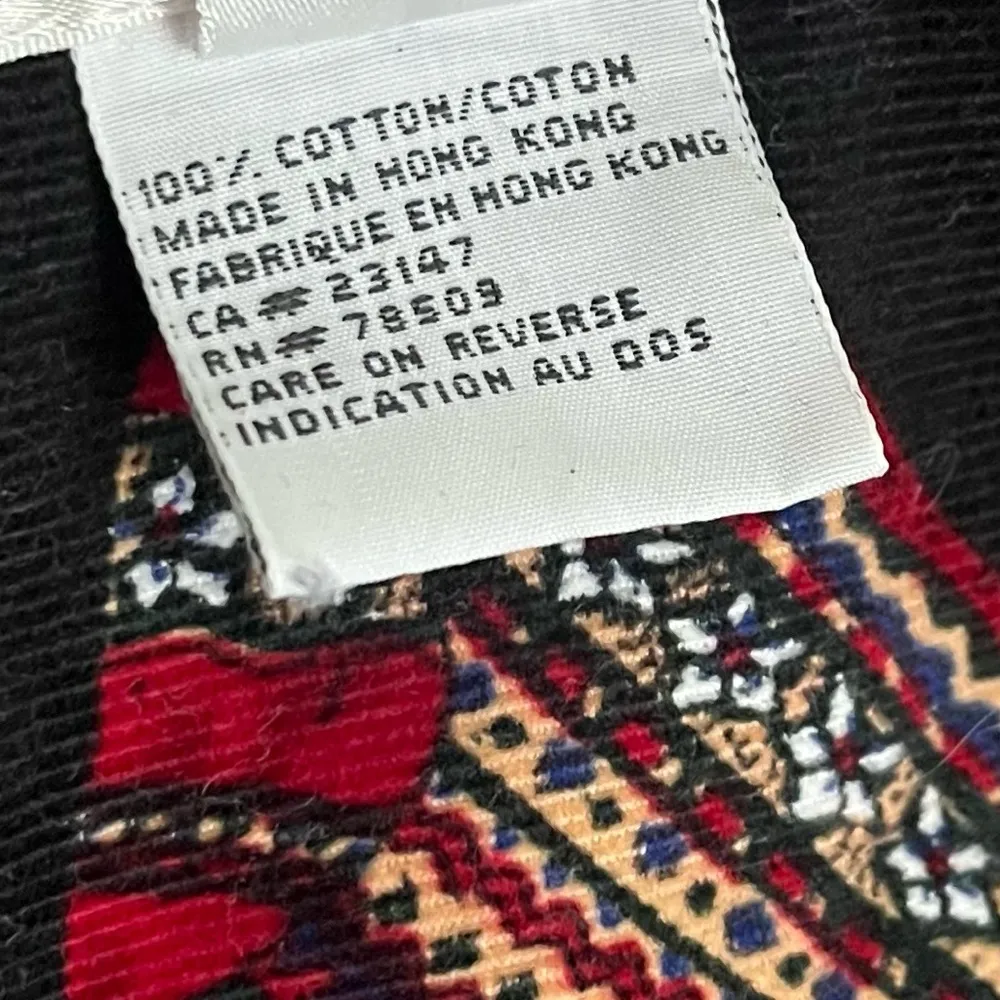 100% COTTON/COTON
MADE IN HONG KONG
FABRIQUE EN HONG KONG
CA# 23147
RN# 78509
CARE ON REVERSE
INDICATION AU DOS